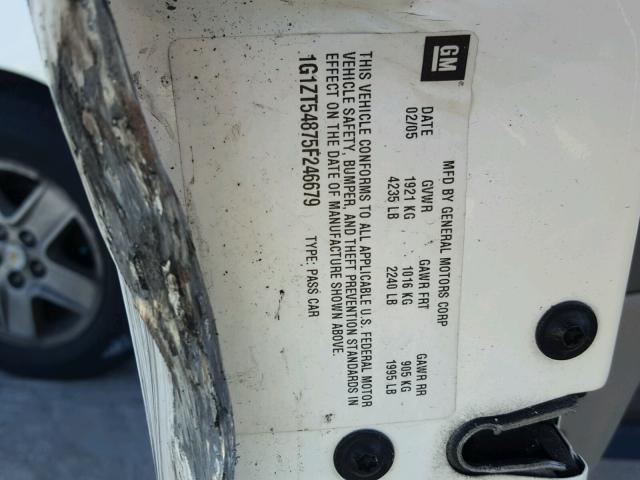 GM
MFD BY GENERAL MOTORS CORP
DATE GVWR GAWR FRT GAWR RR
02/05 1921 KG 1016 KG 905 KG
4235 LB 2240 LB 1995 LB
THIS VEHICLE CONFORMS TO ALL APPLICABLE U.S. FEDERAL MOTOR
VEHICLE SAFETY, BUMPER, AND THEFT PREVENTION STANDARDS IN
EFFECT ON THE DATE OF MANUFACTURE SHOWN ABOVE.
1G1ZT54875F246679 TYPE: PASS CAR